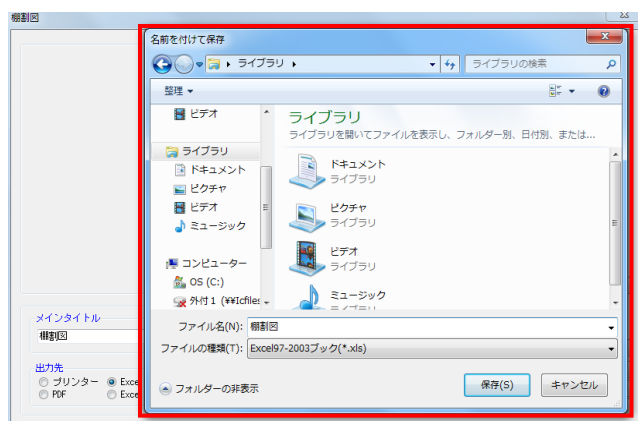 棚割図
名前を付けて保存
ライブラリ
ライブラリの検索
整理
ビデオ
ライブラリ
ドキュメント
ピクチャ
ビデオ
ミュージック
コンピューター
OS (C:)
外付1 (¥¥Icfiles
ライブラリ
ライブラリを開いてファイルを表示し、フォルダー別、日付別、または...
ドキュメント
ライブラリ
ピクチャ
ライブラリ
ビデオ
ライブラリ
ミュージック
ライブラリ
ファイル名(N): 棚割図
ファイルの種類(T): Excel97-2003ブック(*.xls)
フォルダーの非表示
保存(S)
キャンセル
メインタイトル
棚割図
出力先
プリンター
Exce
PDF
Exce